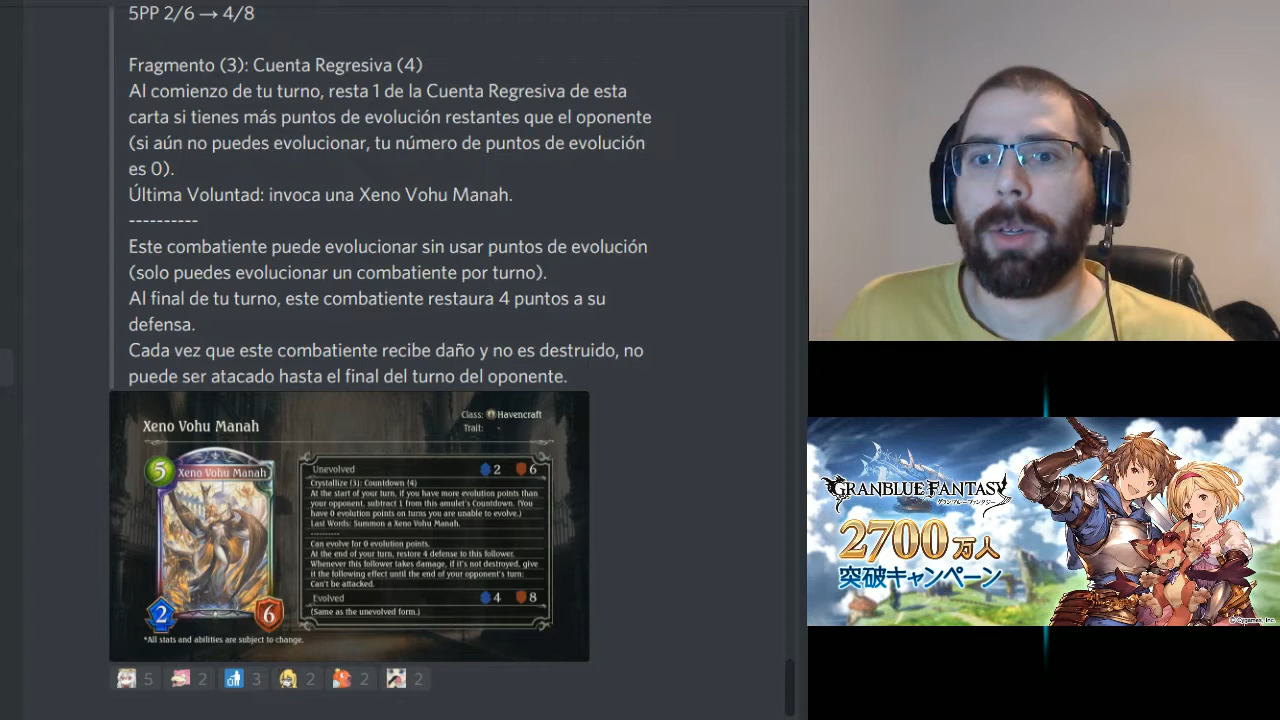 5PP 2/6 → 4/8
Fragmento (3): Cuenta Regresiva (4)
Al comienzo de tu turno, resta 1 de la Cuenta Regresiva de esta
carta si tienes más puntos de evolución restantes que el oponente
(si aún no puedes evolucionar, tu número de puntos de evolución
es 0).
Última Voluntad: invoca una Xeno Vohu Manah.
----------
Este combatiente puede evolucionar sin usar puntos de evolución
(solo puedes evolucionar un combatiente por turno).
Al final de tu turno, este combatiente restaura 4 puntos a su
defensa.
Cada vez que este combatiente recibe daño y no es destruido, no
puede ser atacado hasta el final del turno del oponente.
Xeno Vohu Manah
Class: Havencraft
Trait: -
5
Xeno Vohu Manah
2
6
Unevolved 2 6
Crystallize (3): Countdown (4)
At the start of your turn, if you have more evolution points than
your opponent, subtract 1 from this amulet's Countdown. (You
have 0 evolution points on turns you are unable to evolve.)
Last Words: Summon a Xeno Vohu Manah.
----------
Can evolve for 0 evolution points.
At the end of your turn, restore 4 defense to this follower.
Whenever this follower takes damage, if it's not destroyed, give
it the following effect until the end of your opponent's turn:
Can't be attacked.
Evolved 4 8
(Same as the unevolved form.)
*All stats and abilities are subject to change.
5 2 3 2 2 2
GRANBLUE FANTASY
グランブルーファンタジー
2700万人
突破キャンペーン
© Cygames, Inc.